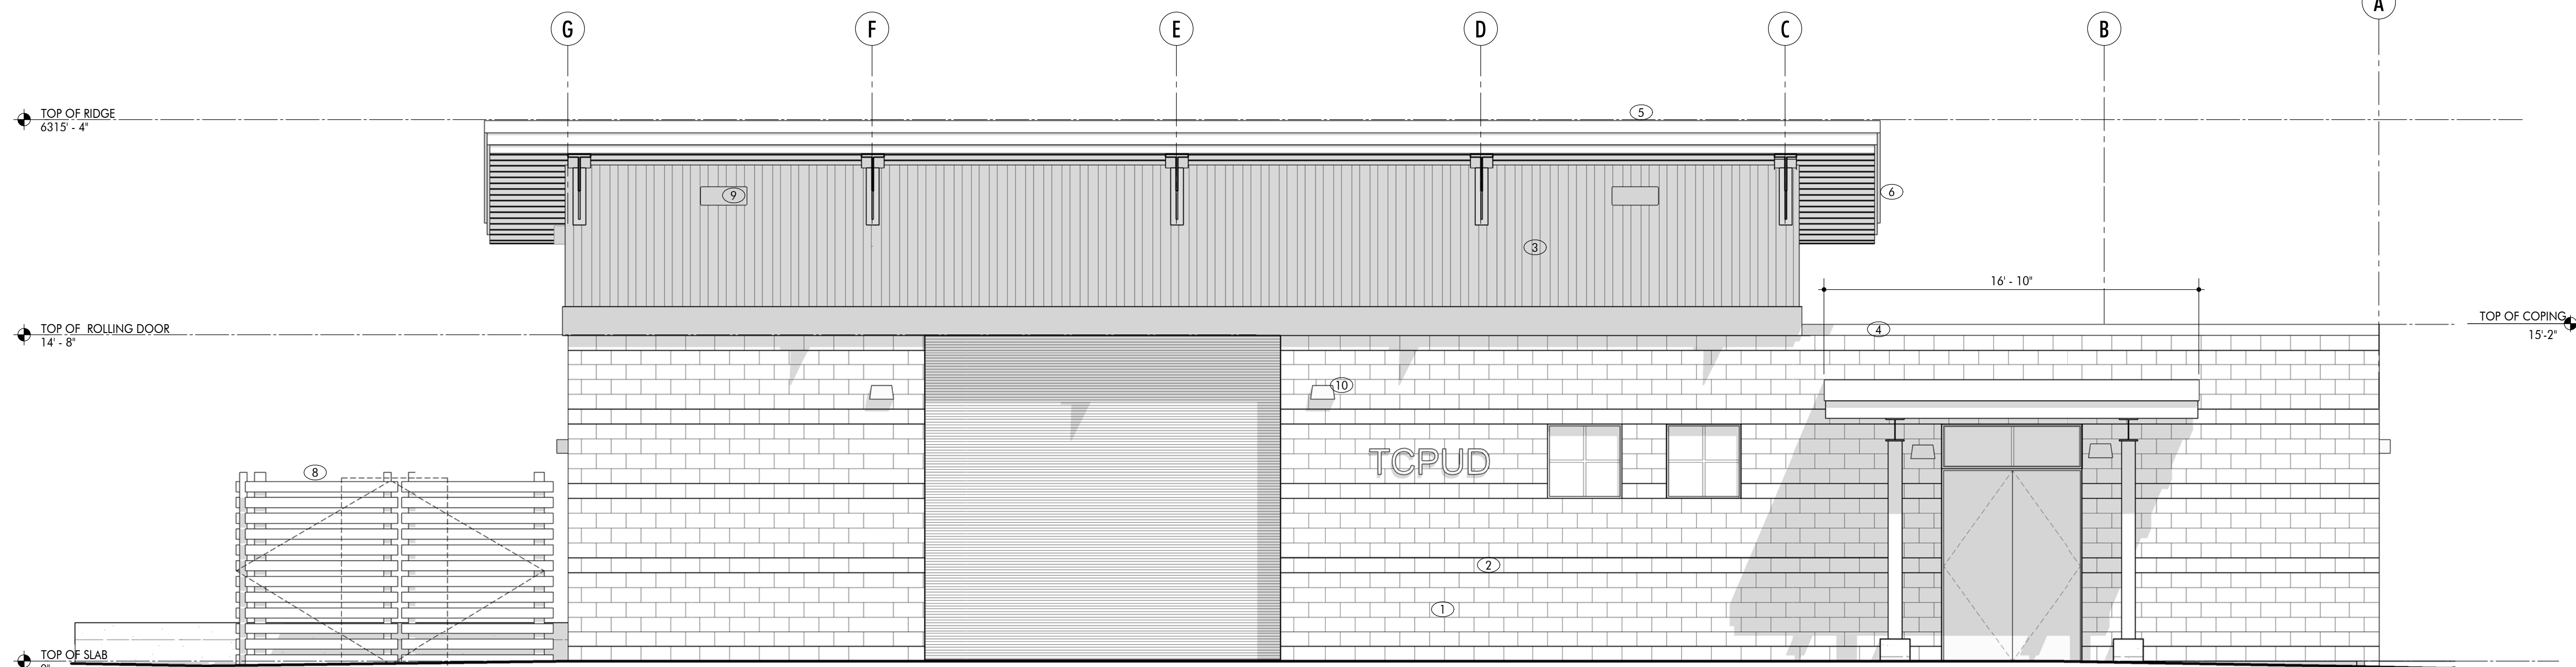 G
F
E
D
C
B
A
TOP OF RIDGE
6315' - 4"
5
9
6
3
16' - 10"
TOP OF ROLLING DOOR
14' - 8"
4
TOP OF COPING
15'-2"
10
TCPUD
8
2
1
TOP OF SLAB